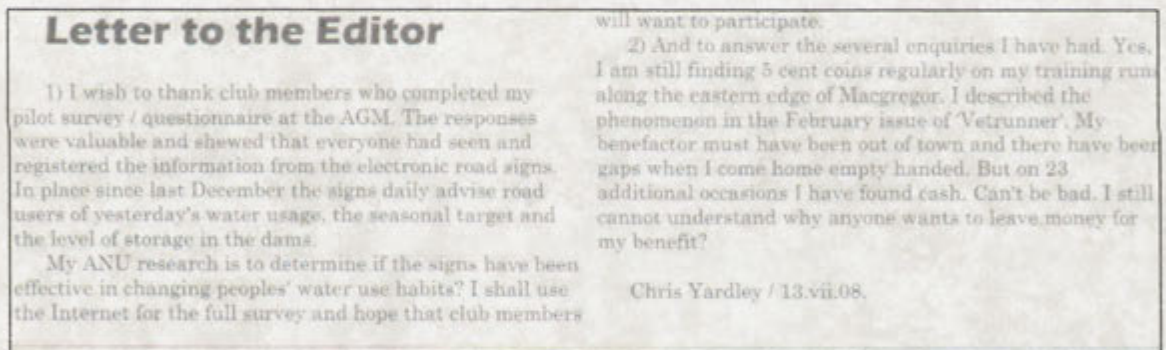 Letter to the Editor
1) I wish to thank club members who completed my
pilot survey / questionnaire at the AGM. The responses
were valuable and shewed that everyone had seen and
registered the information from the electronic road signs.
In place since last December the signs daily advise road
users of yesterday's water usage, the seasonal target and
the level of storage in the dams.
My ANU research is to determine if the signs have been
effective in changing peoples' water use habits? I shall use
the Internet for the full survey and hope that club members
will want to participate.
2) And to answer the several enquiries I have had. Yes,
I am still finding 5 cent coins regularly on my training run
along the eastern edge of Macgregor. I described the
phenomenon in the February issue of 'Vetrunner'. My
benefactor must have been out of town and there have been
gaps when I come home empty handed. But on 23
additional occasions I have found cash. Can't be bad. I still
cannot understand why anyone wants to leave money for
my benefit?
Chris Yardley / 13.vii.08.